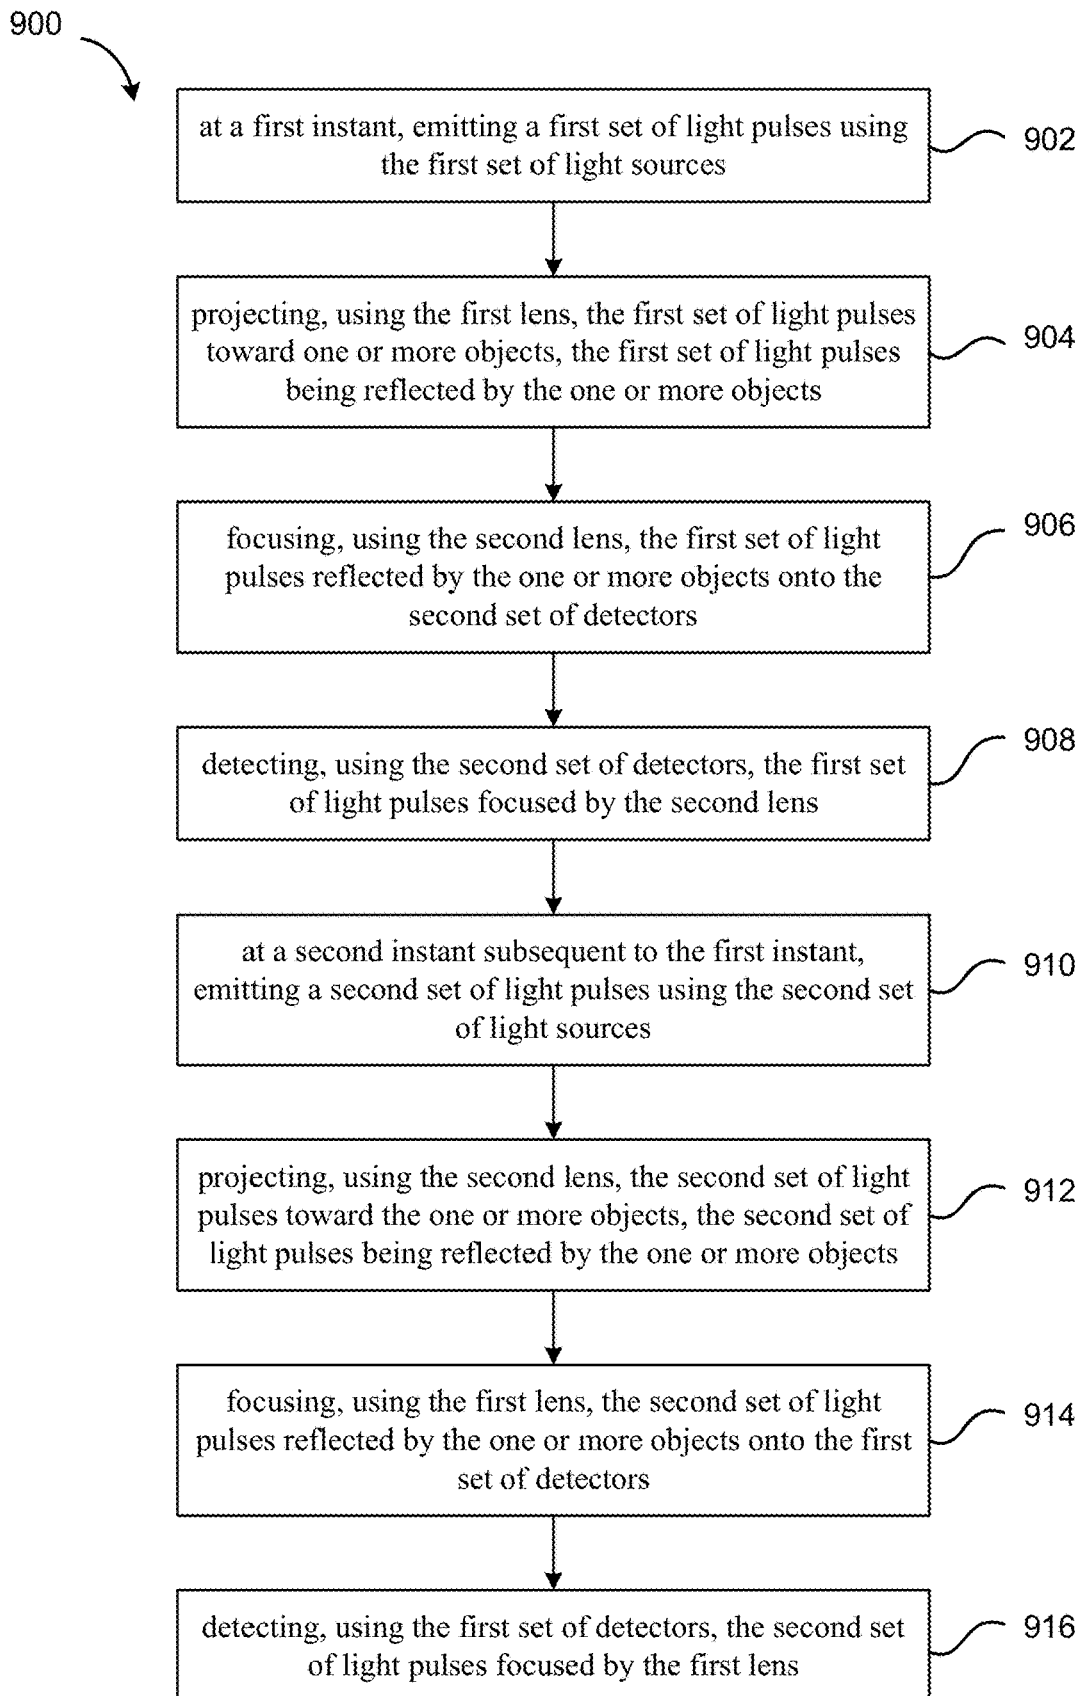 900
at a first instant, emitting a first set of light pulses using
the first set of light sources
902
projecting, using the first lens, the first set of light pulses
toward one or more objects, the first set of light pulses
being reflected by the one or more objects
904
focusing, using the second lens, the first set of light
pulses reflected by the one or more objects onto the
second set of detectors
906
detecting, using the second set of detectors, the first set
of light pulses focused by the second lens
908
at a second instant subsequent to the first instant,
emitting a second set of light pulses using the second set
of light sources
910
projecting, using the second lens, the second set of light
pulses toward the one or more objects, the second set of
light pulses being reflected by the one or more objects
912
focusing, using the first lens, the second set of light
pulses reflected by the one or more objects onto the first
set of detectors
914
detecting, using the first set of detectors, the second set
of light pulses focused by the first lens
916